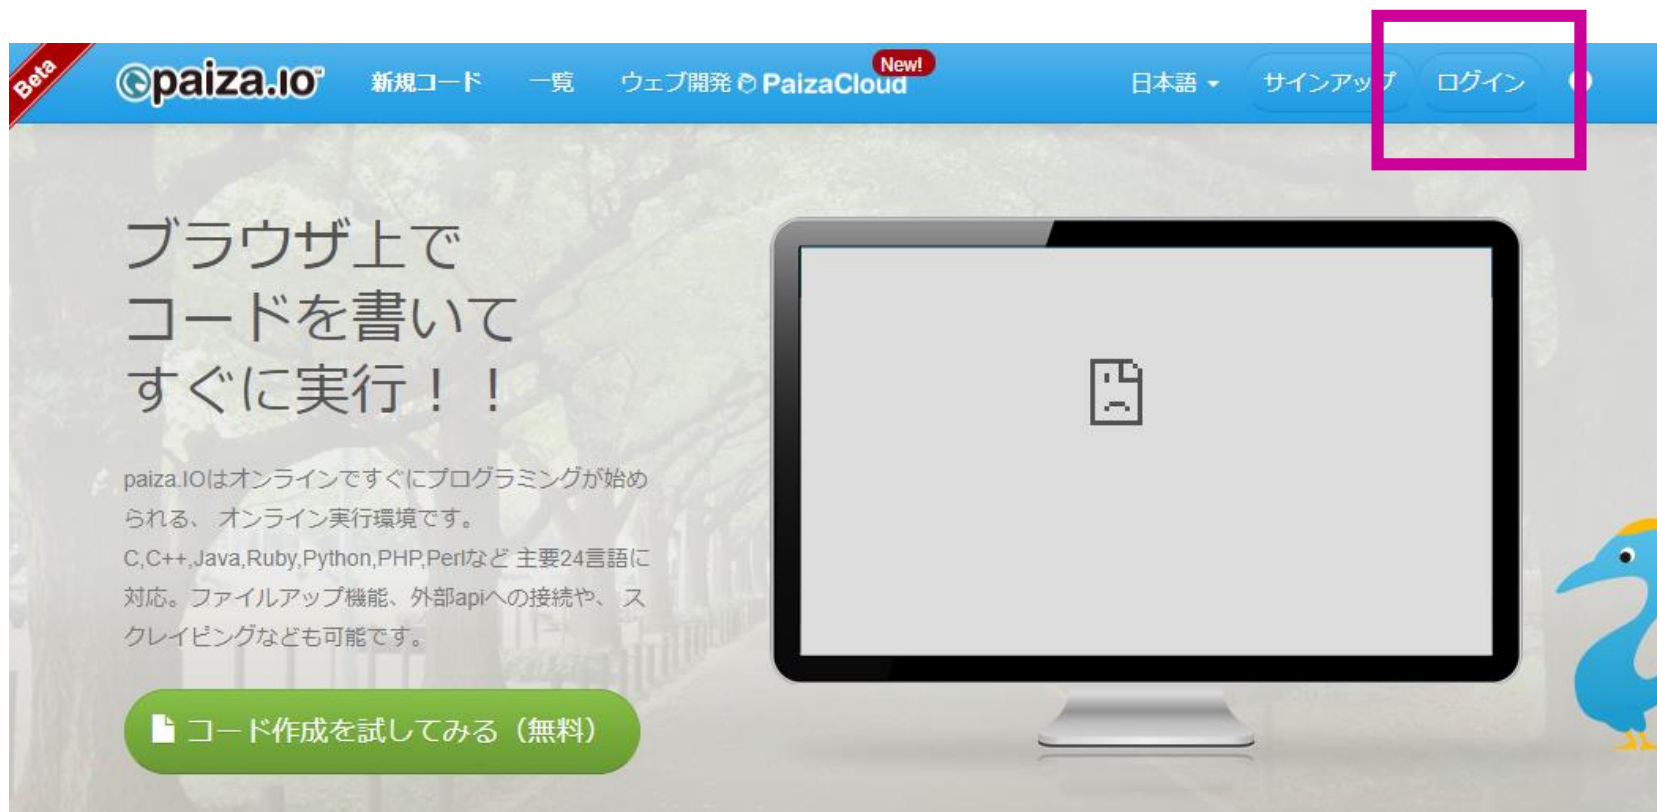 Beta
paiza.IO
新規コード 一覧 ウェブ開発 PaizaCloud New! 日本語 サインアップ ログイン
ブラウザ上で
コードを書いて
すぐに実行！！
paiza.IOはオンラインですぐにプログラミングが始め
られる、 オンライン実行環境です。
C,C++,Java,Ruby,Python,PHP,Perlなど 主要24言語に
対応。ファイルアップ機能、外部apiへの接続や、 ス
クレイピングなども可能です。
コード作成を試してみる（無料）